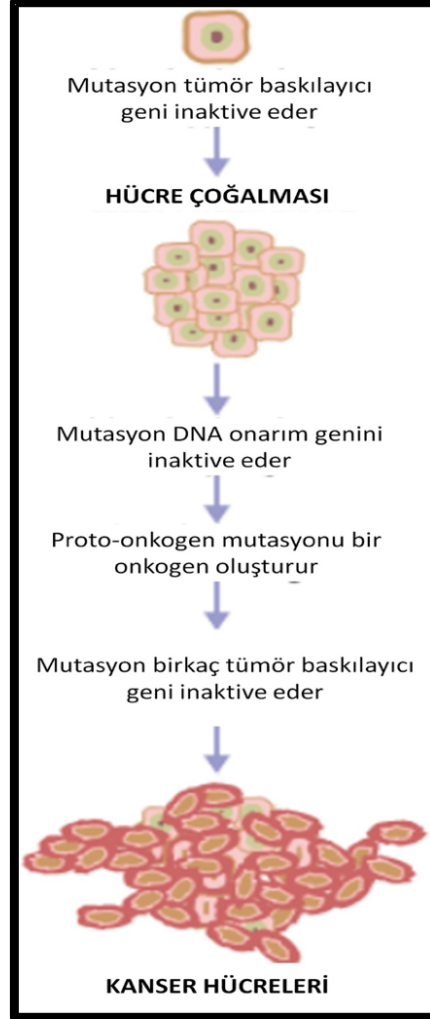 Mutasyon tümör baskılayıcı
geni inaktive eder
HÜCRE ÇOĞALMASI
Mutasyon DNA onarım genini
inaktive eder
Proto-onkogen mutasyonu bir
onkogen oluşturur
Mutasyon birkaç tümör baskılayıcı
geni inaktive eder
KANSER HÜCRELERİ